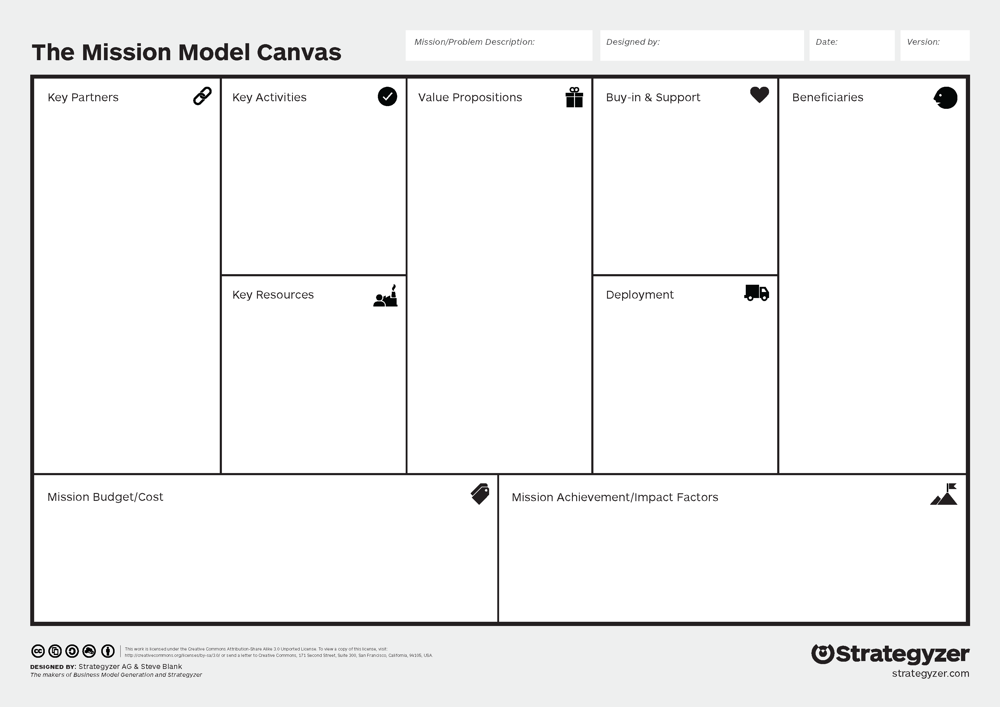 The Mission Model Canvas
Mission/Problem Description:
Designed by:
Date:
Version:
Key Partners
Key Activities
Value Propositions
Buy-in & Support
Beneficiaries
Key Resources
Deployment
Mission Budget/Cost
Mission Achievement/Impact Factors
cc
This work is licensed under the Creative Commons Attribution-Share Alike 3.0 Unported License. To view a copy of this license, visit:
http://creativecommons.org/licenses/by-sa/3.0/ or send a letter to Creative Commons, 171 Second Street, Suite 300, San Francisco, California, 94105, USA.
DESIGNED BY: Strategyzer AG & Steve Blank
The makers of Business Model Generation and Strategyzer
Strategyzer
strategyzer.com